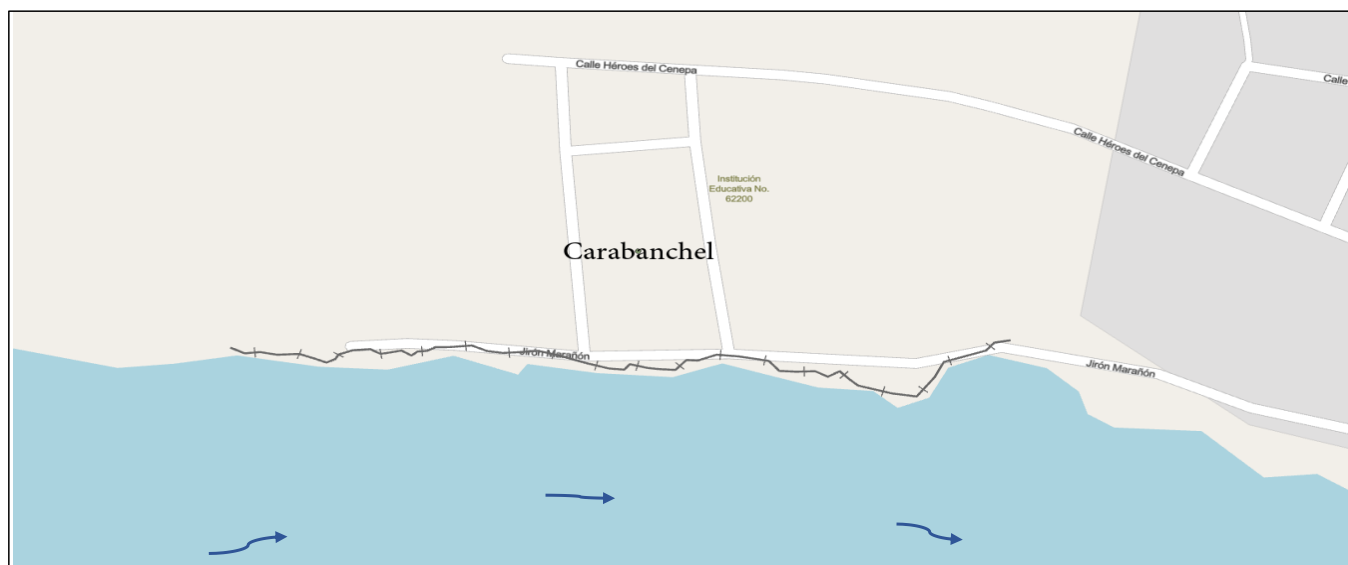 Calle Héroes del Cenepa
Calle
Calle Héroes del Cenepa
Institución
Educativa No.
62200
Carabanchel
Jirón Marañón
Jirón Marañón